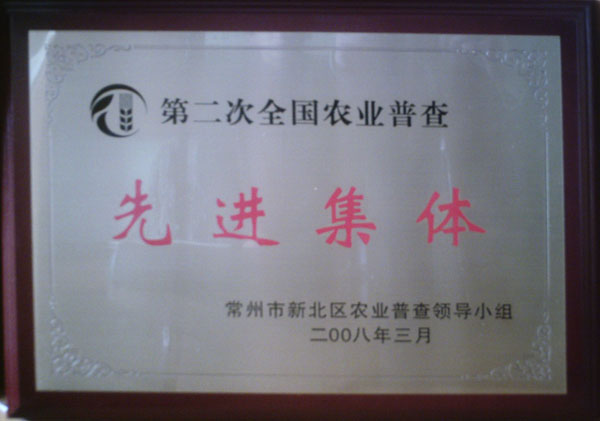 第二次全国农业普查
先进集体
常州市新北区农业普查领导小组
二00八年三月